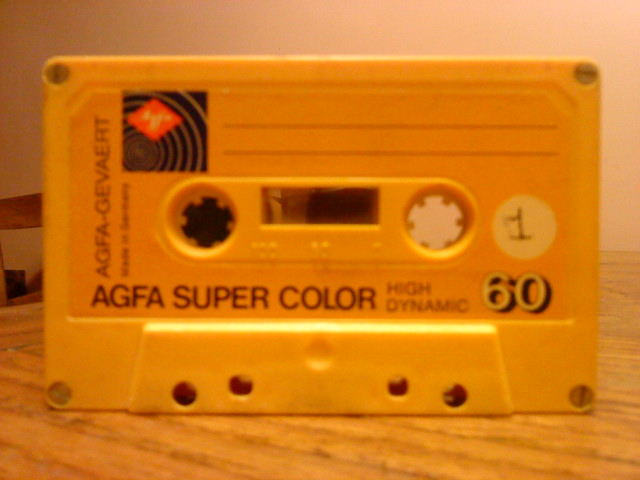 AGFA-GEVAERT
Made in Germany
AGFA SUPER COLOR
HIGH
DYNAMIC
60
1